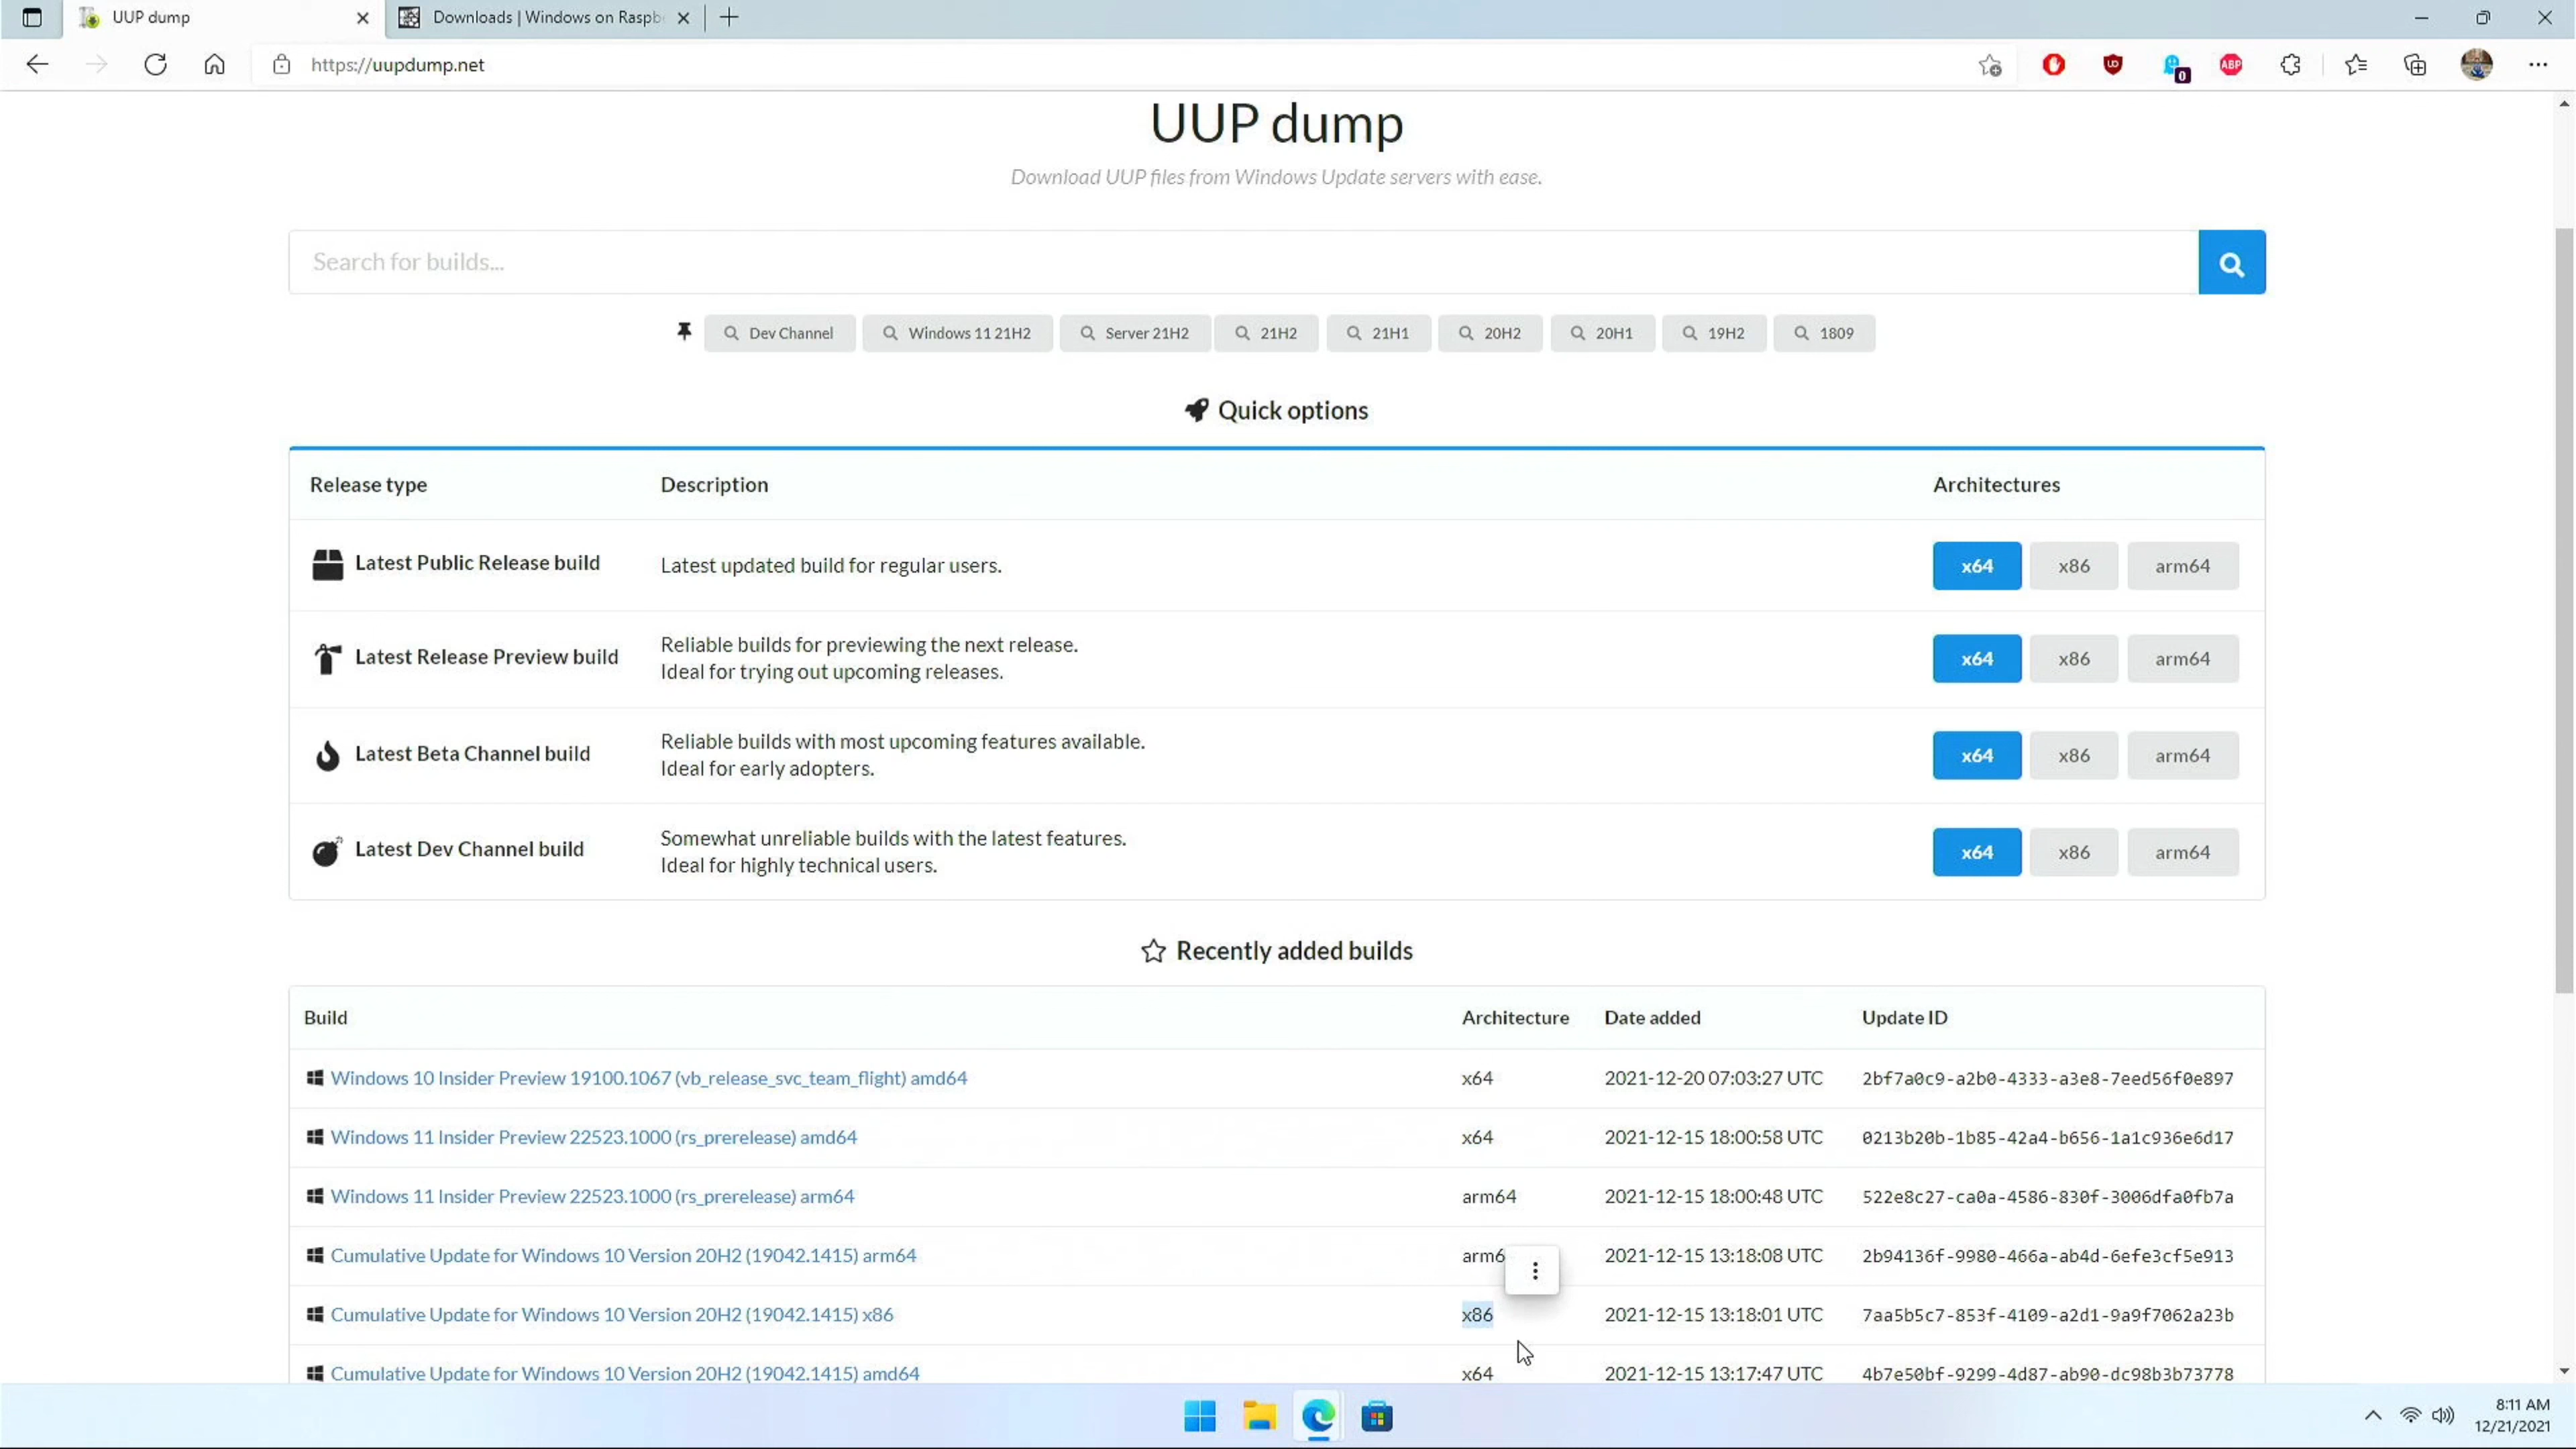 UUP dump
Downloads | Windows on Raspb
https://uupdump.net
0
ABP
UUP dump
Download UUP files from Windows Update servers with ease.
Search for builds...
Dev Channel
Windows 11 21H2
Server 21H2
21H2
21H1
20H2
20H1
19H2
1809
Quick options
Release type
Description
Architectures
Latest Public Release build
Latest updated build for regular users.
x64
x86
arm64
Latest Release Preview build
Reliable builds for previewing the next release.
Ideal for trying out upcoming releases.
x64
x86
arm64
Latest Beta Channel build
Reliable builds with most upcoming features available.
Ideal for early adopters.
x64
x86
arm64
Latest Dev Channel build
Somewhat unreliable builds with the latest features.
Ideal for highly technical users.
x64
x86
arm64
Recently added builds
Build
Architecture
Date added
Update ID
Windows 10 Insider Preview 19100.1067 (vb_release_svc_team_flight) amd64
x64
2021-12-20 07:03:27 UTC
2bf7a0c9-a2b0-4333-a3e8-7eed56f0e897
Windows 11 Insider Preview 22523.1000 (rs_prerelease) amd64
x64
2021-12-15 18:00:58 UTC
0213b20b-1b85-42a4-b656-1a1c936e6d17
Windows 11 Insider Preview 22523.1000 (rs_prerelease) arm64
arm64
2021-12-15 18:00:48 UTC
522e8c27-ca0a-4586-830f-3006dfa0fb7a
Cumulative Update for Windows 10 Version 20H2 (19042.1415) arm64
arm6
2021-12-15 13:18:08 UTC
2b94136f-9980-466a-ab4d-6efe3cf5e913
Cumulative Update for Windows 10 Version 20H2 (19042.1415) x86
x86
2021-12-15 13:18:01 UTC
7aa5b5c7-853f-4109-a2d1-9a9f7062a23b
Cumulative Update for Windows 10 Version 20H2 (19042.1415) amd64
x64
2021-12-15 13:17:47 UTC
4b7e50bf-9299-4d87-ab90-dc98b3b73778
8:11 AM
12/21/2021